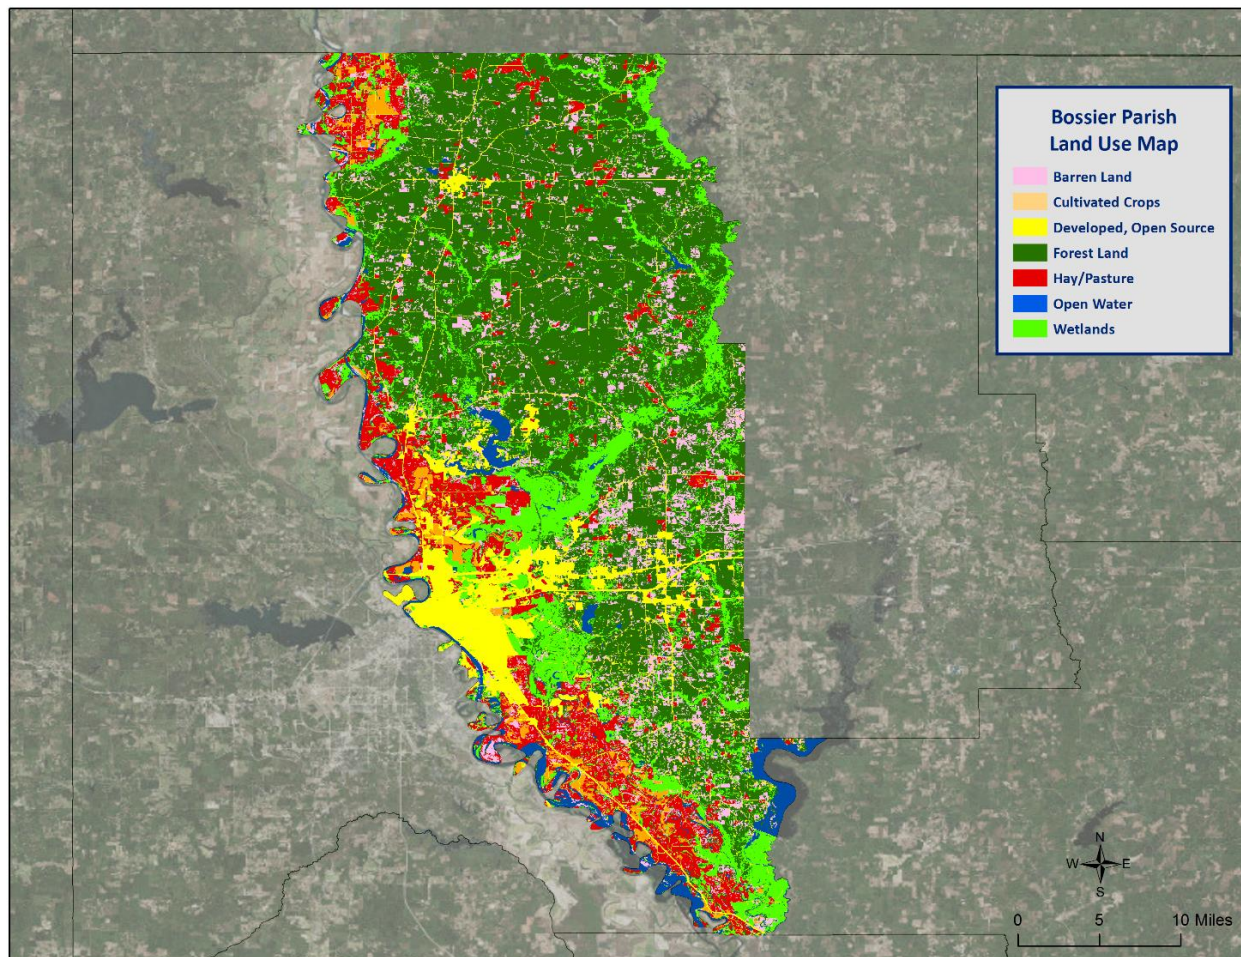 Bossier Parish
Land Use Map
Barren Land
Cultivated Crops
Developed, Open Source
Forest Land
Hay/Pasture
Open Water
Wetlands
N
W E
S
0 5 10 Miles